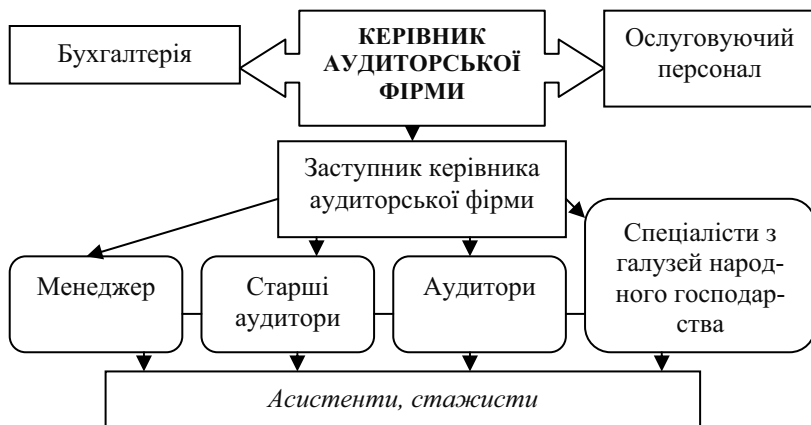 Бухгалтерія
КЕРІВНИК
АУДИТОРСЬКОЇ
ФІРМИ
Ослуговуючий
персонал
Заступник керівника
аудиторської фірми
Менеджер
Старші
аудитори
Аудитори
Спеціалісти з
галузей народ-
ного господар-
ства
Асистенти, стажисти